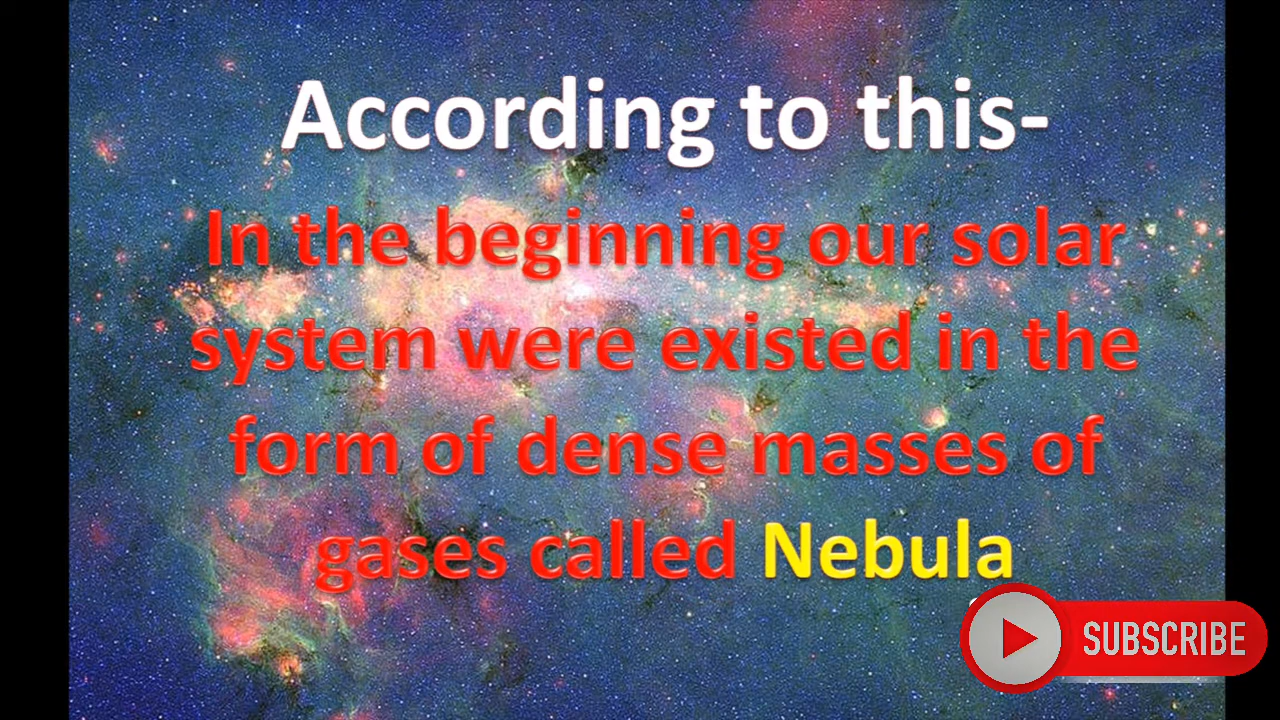 According to this-
In the beginning our solar
system were existed in the
form of dense masses of
gases called Nebula
SUBSCRIBE